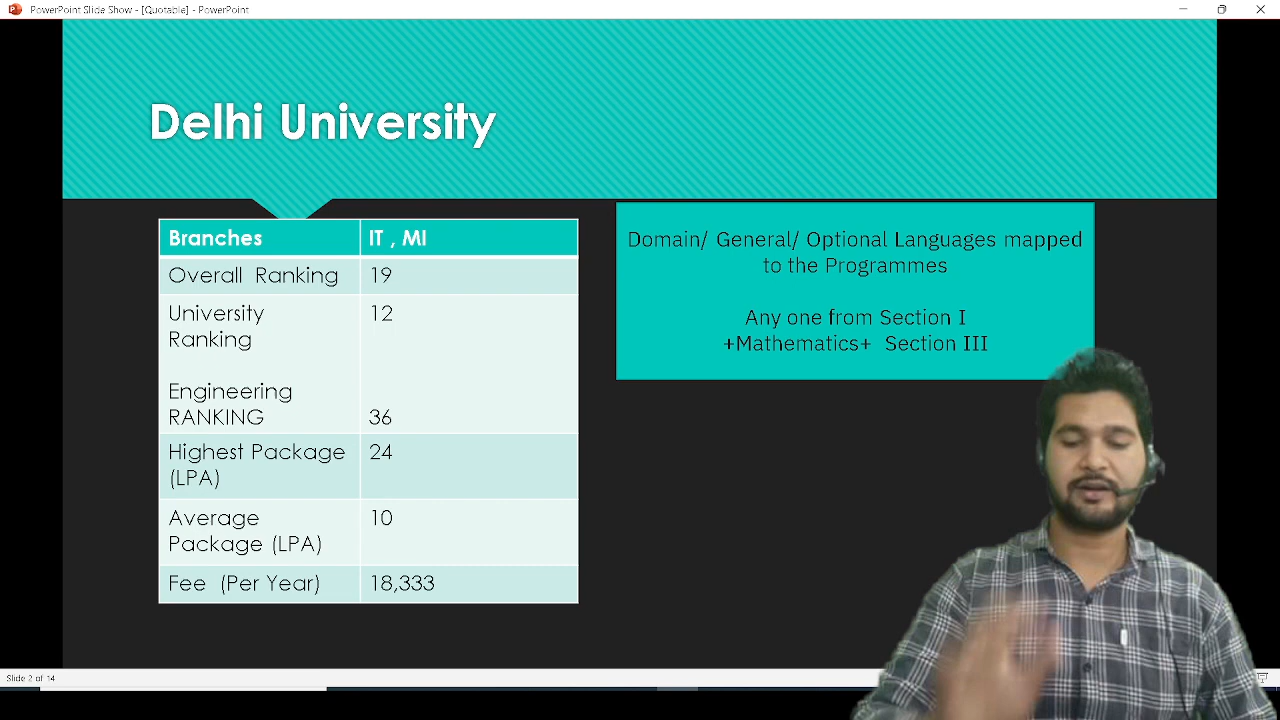 PowerPoint Slide Show - [Quotable] - PowerPoint
Delhi University
Branches IT , MI
Overall Ranking 19
University 12
Ranking
Engineering
RANKING 36
Highest Package 24
(LPA)
Average 10
Package (LPA)
Fee (Per Year) 18,333
Domain/ General/ Optional Languages mapped
to the Programmes
Any one from Section I
+Mathematics+ Section III
Slide 2 of 14